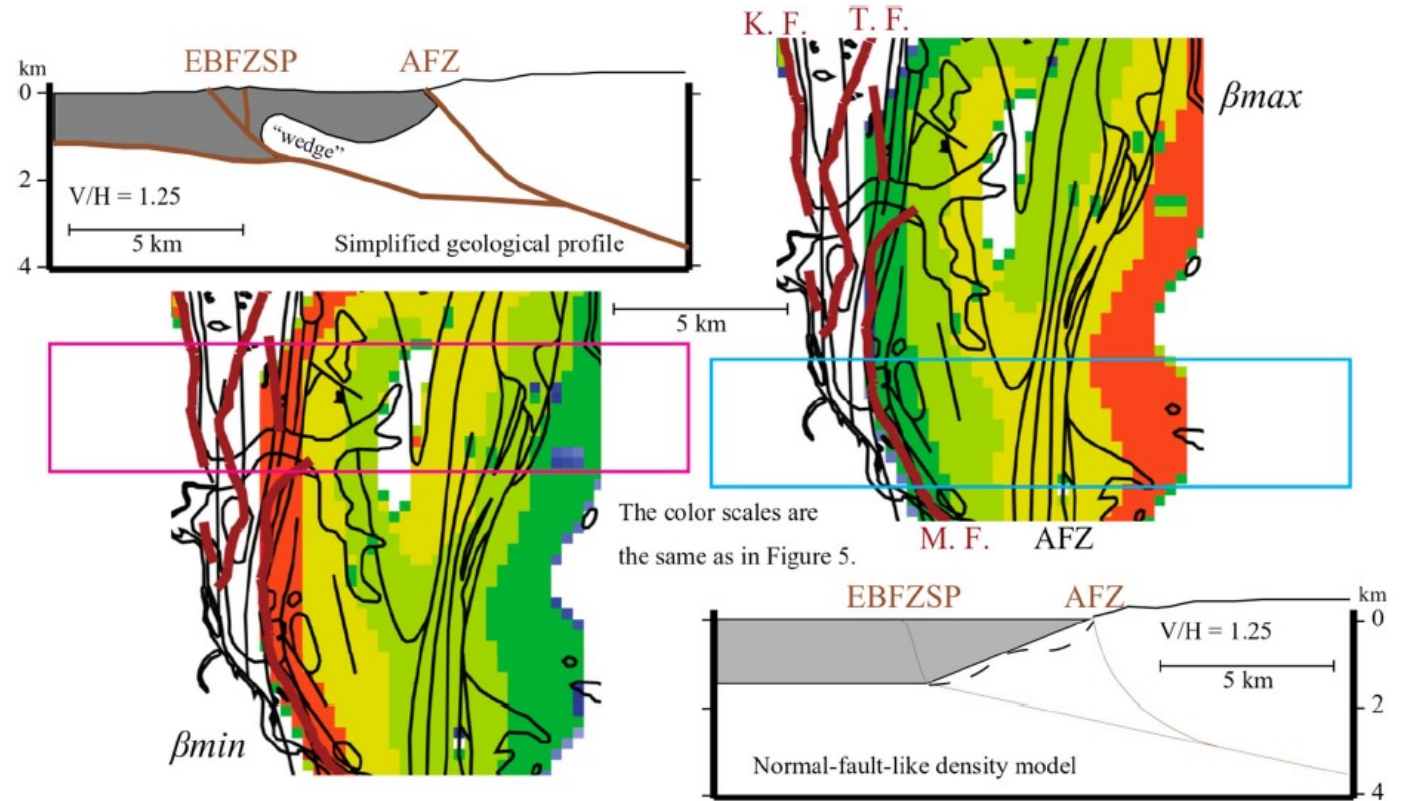 K. F. T. F.
EBFZSP AFZ
km
0
"wedge"
2
V/H = 1.25
5 km
Simplified geological profile
4
βmax
5 km
The color scales are
the same as in Figure 5.
M. F. AFZ
βmin
EBFZSP AFZ
km
0
V/H = 1.25
5 km
2
Normal-fault-like density model
4